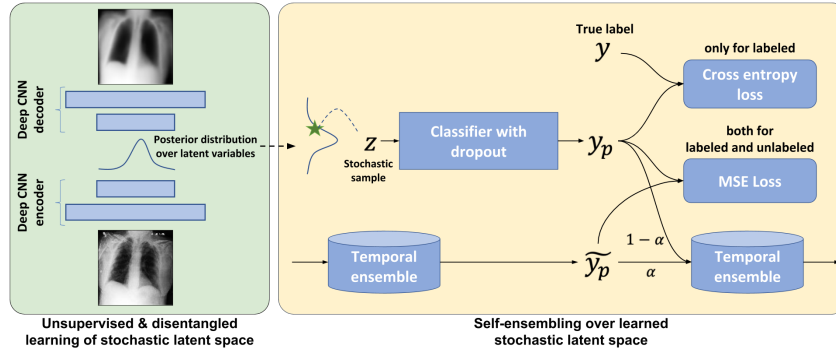 Deep CNN
decoder
Posterior distribution
over latent variables
Deep CNN
encoder
Unsupervised & disentangled
learning of stochastic latent space
z
Stochastic
sample
Classifier with
dropout
y_p
True label
y
only for labeled
Cross entropy
loss
both for
labeled and unlabeled
MSE Loss
Temporal
ensemble
ỹ_p
1 − α
α
Temporal
ensemble
Self-ensembling over learned
stochastic latent space